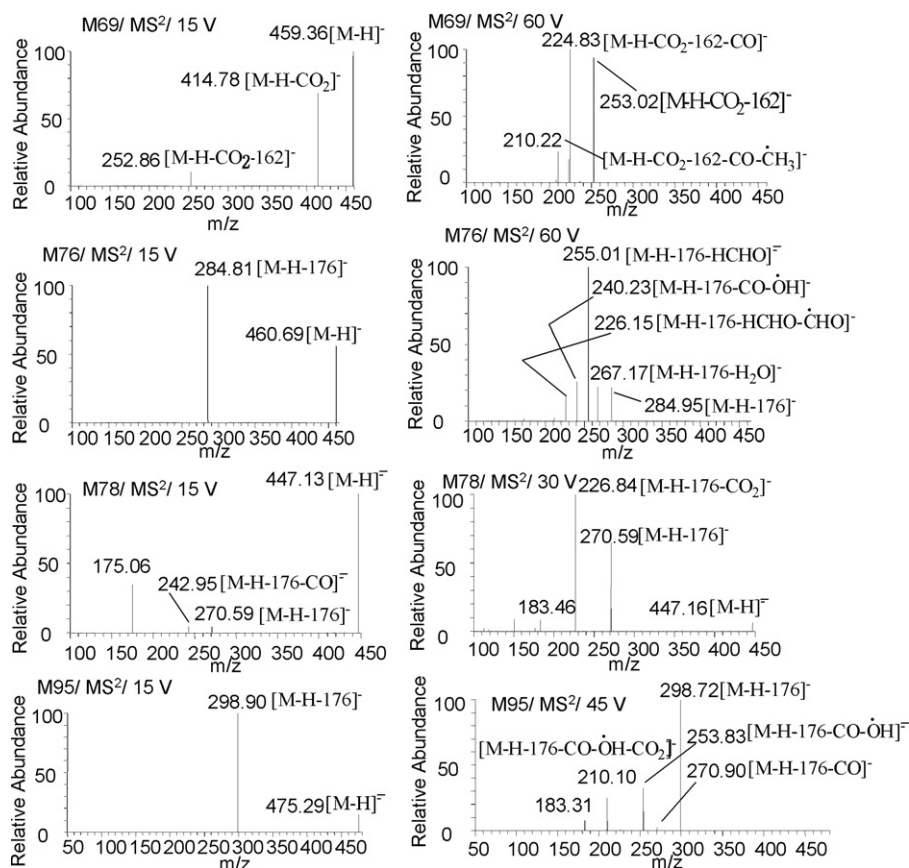 M69/ MS²/ 15 V
459.36[M-H]⁻
414.78 [M-H-CO₂]⁻
252.86 [M-H-CO₂-162]⁻
Relative Abundance
100
50
0
100 150 200 250 300 350 400 450
m/z
M69/ MS²/ 60 V
224.83[M-H-CO₂-162-CO]⁻
253.02[M-H-CO₂-162]⁻
210.22
[M-H-CO₂-162-CO-ĊH₃]⁻
Relative Abundance
100
50
0
100 150 200 250 300 350 400 450
m/z
M76/ MS²/ 15 V
284.81 [M-H-176]⁻
460.69[M-H]⁻
Relative Abundance
100
50
0
100 150 200 250 300 350 400 450
m/z
M76/ MS²/ 60 V
255.01[M-H-176-HCHO]⁻
240.23[M-H-176-CO-ȮH]⁻
226.15[M-H-176-HCHO-ĊHO]⁻
267.17[M-H-176-H₂O]⁻
284.95[M-H-176]⁻
Relative Abundance
100
50
0
100 150 200 250 300 350 400 450
m/z
M78/ MS²/ 15 V
447.13 [M-H]⁻
175.06
242.95[M-H-176-CO]⁻
270.59 [M-H-176]⁻
Relative Abundance
100
50
0
100 150 200 250 300 350 400 450
m/z
M78/ MS²/ 30 V
226.84 [M-H-176-CO₂]⁻
270.59[M-H-176]⁻
183.46
447.16[M-H]⁻
Relative Abundance
100
50
0
100 150 200 250 300 350 400 450
m/z
M95/ MS²/ 15 V
298.90 [M-H-176]⁻
475.29[M-H]⁻
Relative Abundance
100
50
0
50 100 150 200 250 300 350 400 450
m/z
M95/ MS²/ 45 V
298.72[M-H-176]⁻
[M-H-176-CO-ȮH-CO₂]⁻
253.83[M-H-176-CO-ȮH]⁻
210.10
270.90[M-H-176-CO]⁻
183.31
Relative Abundance
100
50
0
50 100 150 200 250 300 350 400 450
m/z